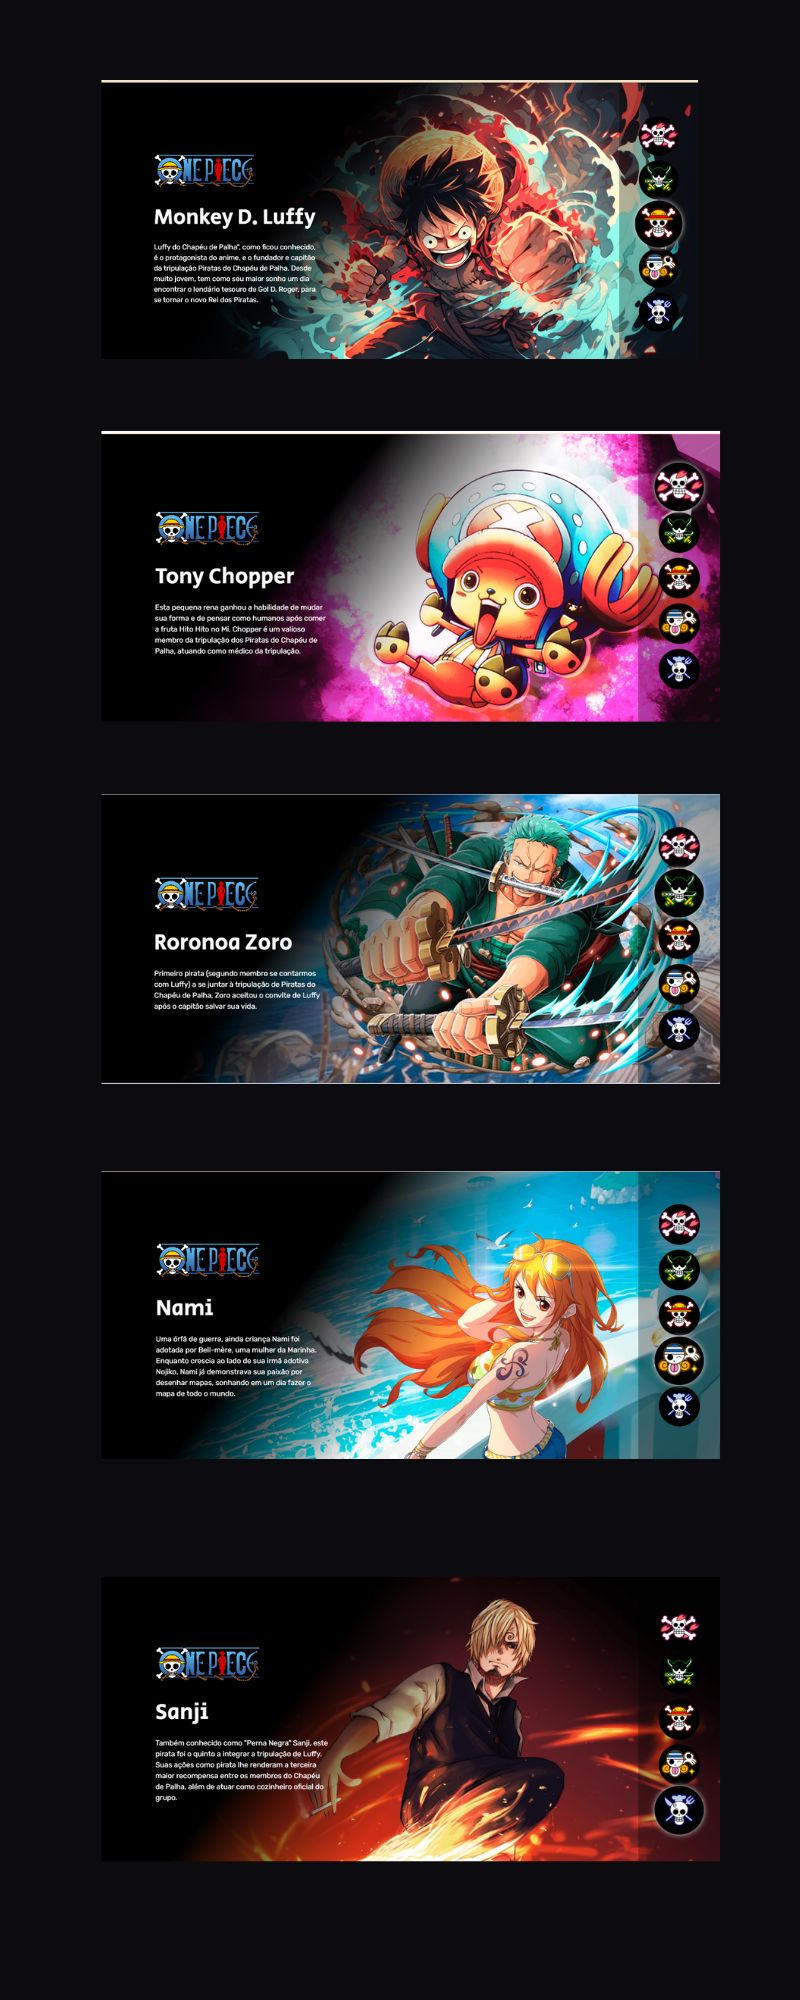 ONE PIECE
Monkey D. Luffy
Luffy do Chapéu de Palha", como ficou conhecido,
é o protagonista do anime, e o fundador e capitão
da tripulação Piratas do Chapéu de Palha. Desde
muito jovem, tem como seu maior sonho um dia
encontrar o lendário tesouro de Gol D. Roger, para
se tornar o novo Rei dos Piratas.
ONE PIECE
Tony Chopper
Esta pequena rena ganhou a habilidade de mudar
sua forma e de pensar como humanos após comer
a fruta Hito Hito no Mi. Chopper é um valioso
membro da tripulação dos Piratas do Chapéu de
Palha, atuando como médico da tripulação.
ONE PIECE
Roronoa Zoro
Primeiro pirata (segundo membro se contarmos
com Luffy) a se juntar à tripulação de Piratas do
Chapéu de Palha, Zoro aceitou o convite de Luffy
após o capitão salvar sua vida.
ONE PIECE
Nami
Uma órfã de guerra, ainda criança Nami foi
adotada por Bell-mère, uma mulher da Marinha.
Enquanto crescia ao lado de sua irmã adotiva
Nojiko, Nami já demonstrava sua paixão por
desenhar mapas, sonhando em um dia fazer o
mapa de todo o mundo.
ONE PIECE
Sanji
Também conhecido como "Perna Negra" Sanji, este
pirata foi o quinto a integrar a tripulação de Luffy.
Suas ações como pirata lhe renderam a terceira
maior recompensa entre os membros do Chapéu
de Palha, além de atuar como cozinheiro oficial do
grupo.